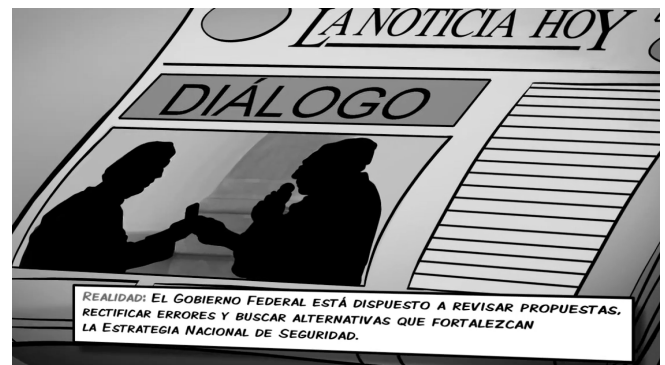 LA NOTICIA HOY
DIÁLOGO
REALIDAD: EL GOBIERNO FEDERAL ESTÁ DISPUESTO A REVISAR PROPUESTAS,
RECTIFICAR ERRORES Y BUSCAR ALTERNATIVAS QUE FORTALEZCAN
LA ESTRATEGIA NACIONAL DE SEGURIDAD.